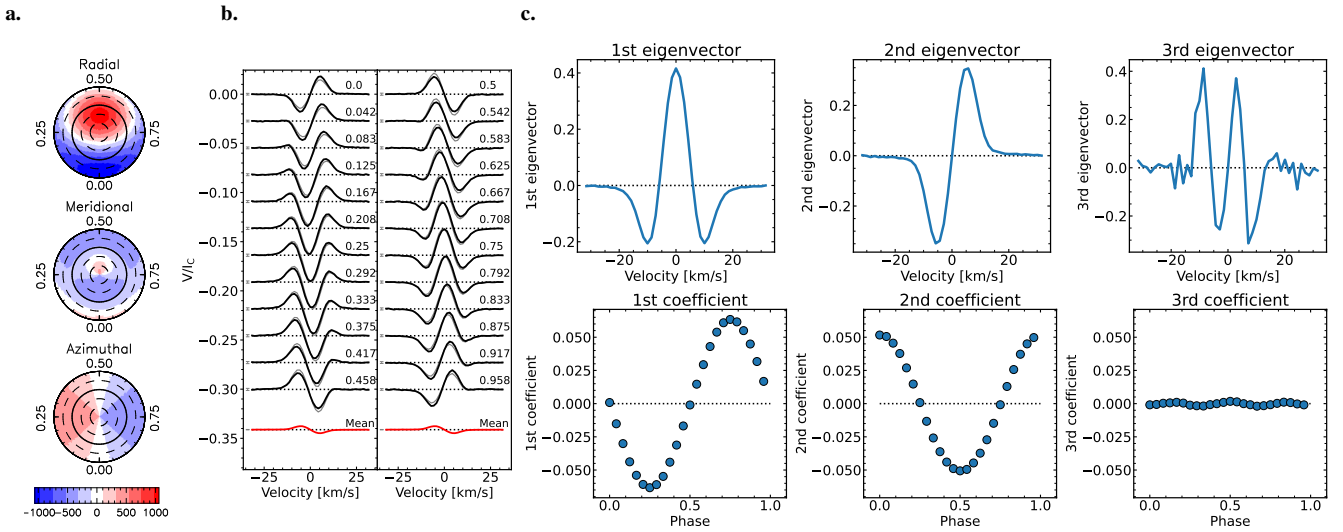 a.
Radial
0.50
0.25
0.75
0.00
Meridional
0.50
0.25
0.75
0.00
Azimuthal
0.50
0.25
0.75
0.00
−1000 −500 0 500 1000
b.
−25 0 25 −25 0 25
V/IC
0.00
−0.05
−0.10
−0.15
−0.20
−0.25
−0.30
−0.35
0.0
0.042
0.083
0.125
0.167
0.208
0.25
0.292
0.333
0.375
0.417
0.458
Mean
0.5
0.542
0.583
0.625
0.667
0.708
0.75
0.792
0.833
0.875
0.917
0.958
Mean
−25 0 25 −25 0 25
Velocity [km/s] Velocity [km/s]
c.
1st eigenvector
1st eigenvector
0.4
0.2
0.0
−0.2
−20 0 20
Velocity [km/s]
2nd eigenvector
2nd eigenvector
0.2
0.0
−0.2
−20 0 20
Velocity [km/s]
3rd eigenvector
3rd eigenvector
0.4
0.2
0.0
−0.2
−20 0 20
Velocity [km/s]
1st coefficient
1st coefficient
0.050
0.025
0.000
−0.025
−0.050
0.0 0.5 1.0
Phase
2nd coefficient
2nd coefficient
0.050
0.025
0.000
−0.025
−0.050
0.0 0.5 1.0
Phase
3rd coefficient
3rd coefficient
0.050
0.025
0.000
−0.025
−0.050
0.0 0.5 1.0
Phase